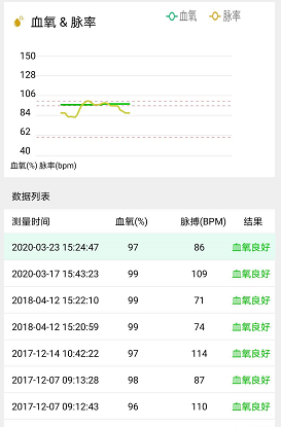 血氧 & 脉率
血氧 脉率
150
128
106
84
62
40
血氧(%) 脉率(bpm)
数据列表
测量时间 血氧(%) 脉搏(BPM) 结果
2020-03-23 15:24:47 97 86 血氧良好
2020-03-17 15:43:23 99 109 血氧良好
2018-04-12 15:22:10 99 71 血氧良好
2018-04-12 15:20:59 99 74 血氧良好
2017-12-14 10:42:22 97 114 血氧良好
2017-12-07 09:13:28 98 87 血氧良好
2017-12-07 09:12:43 96 110 血氧良好